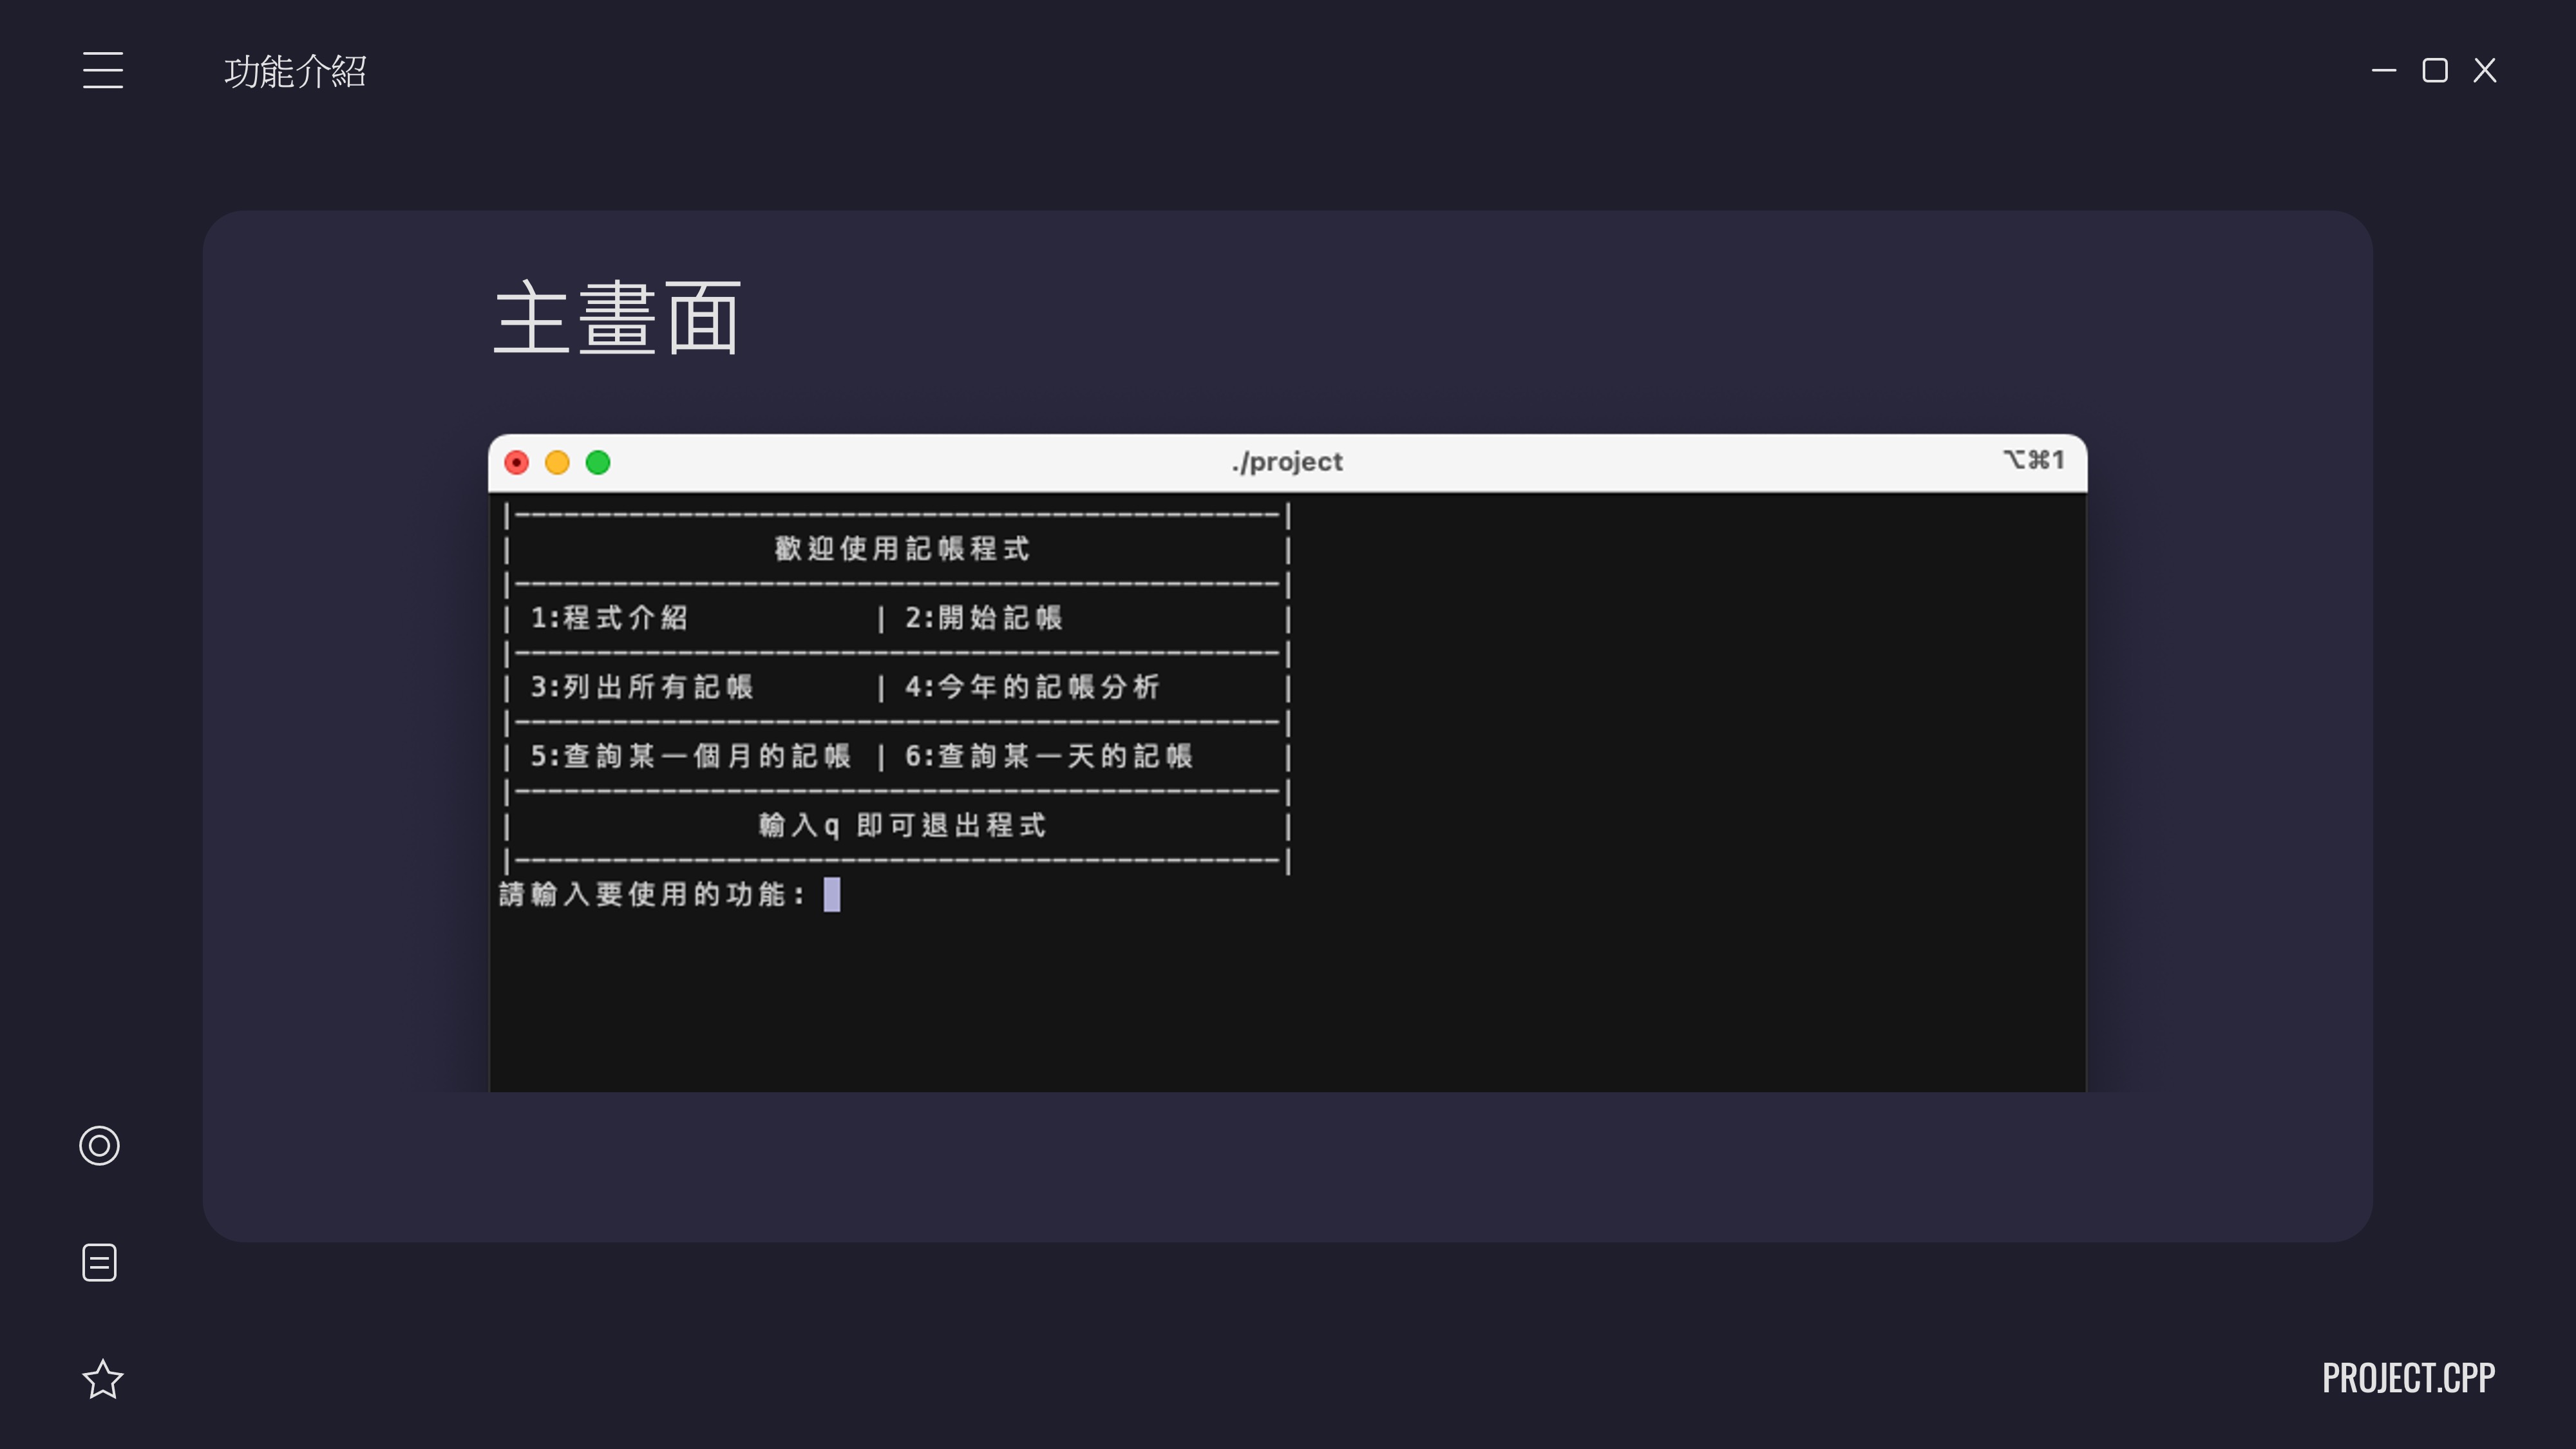 功能介紹
主畫面
./project ⌥⌘1
|-----------------------------------------------|
| 歡迎使用記帳程式 |
|-----------------------------------------------|
| 1:程式介紹 | 2:開始記帳 |
|-----------------------------------------------|
| 3:列出所有記帳 | 4:今年的記帳分析 |
|-----------------------------------------------|
| 5:查詢某一個月的記帳 | 6:查詢某一天的記帳 |
|-----------------------------------------------|
| 輸入q 即可退出程式 |
|-----------------------------------------------|
請輸入要使用的功能:
PROJECT.CPP